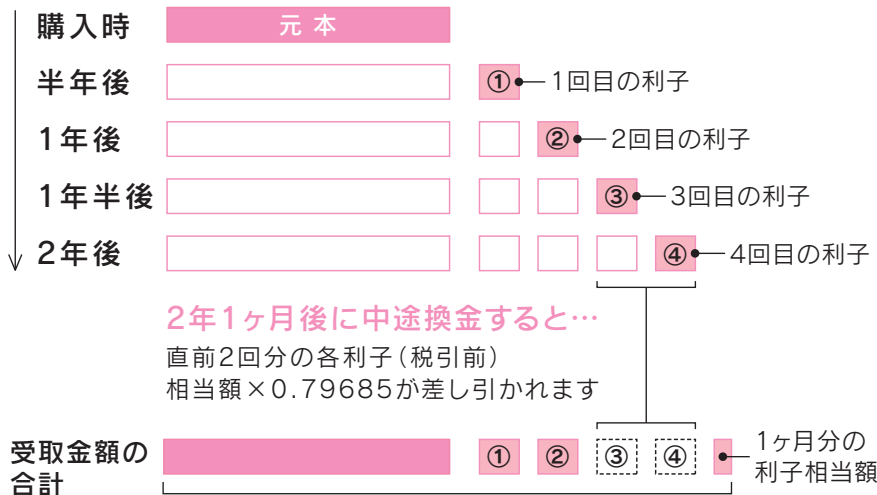 購入時
元本
半年後
①
1回目の利子
1年後
②
2回目の利子
1年半後
③
3回目の利子
2年後
④
4回目の利子
2年1ヶ月後に中途換金すると…
直前2回分の各利子(税引前)
相当額×0.79685が差し引かれます
受取金額の
合計
①
②
③
④
1ヶ月分の
利子相当額